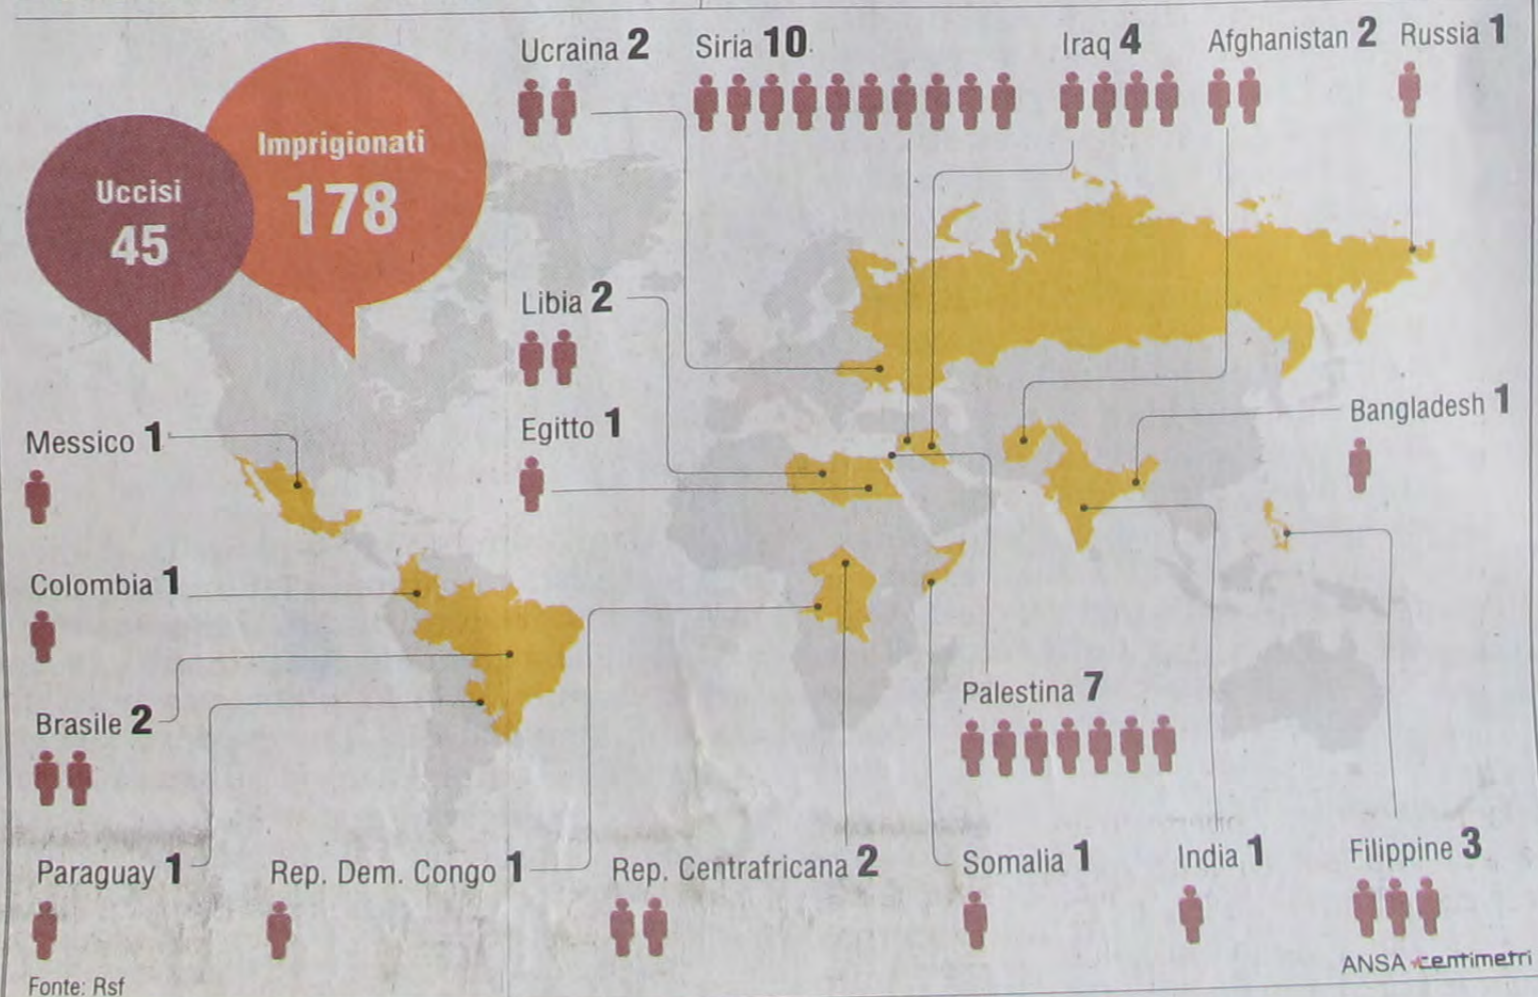 Ucraina 2
Siria 10
Iraq 4
Afghanistan 2
Russia 1
Imprigionati
178
Uccisi
45
Libia 2
Egitto 1
Bangladesh 1
Messico 1
Colombia 1
Brasile 2
Palestina 7
Paraguay 1
Rep. Dem. Congo 1
Rep. Centrafricana 2
Somalia 1
India 1
Filippine 3
Fonte: Rsf
ANSA centimetri